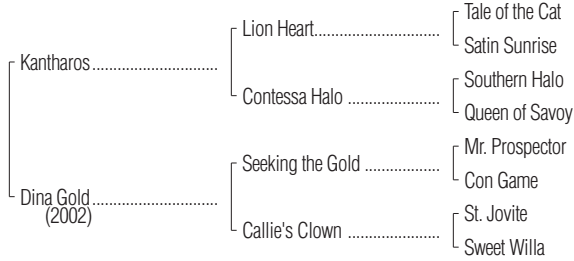 Tale of the Cat
Lion Heart
Satin Sunrise
Kantharos
Southern Halo
Contessa Halo
Queen of Savoy
Mr. Prospector
Seeking the Gold
Con Game
Dina Gold
(2002)
St. Jovite
Callie's Clown
Sweet Willa